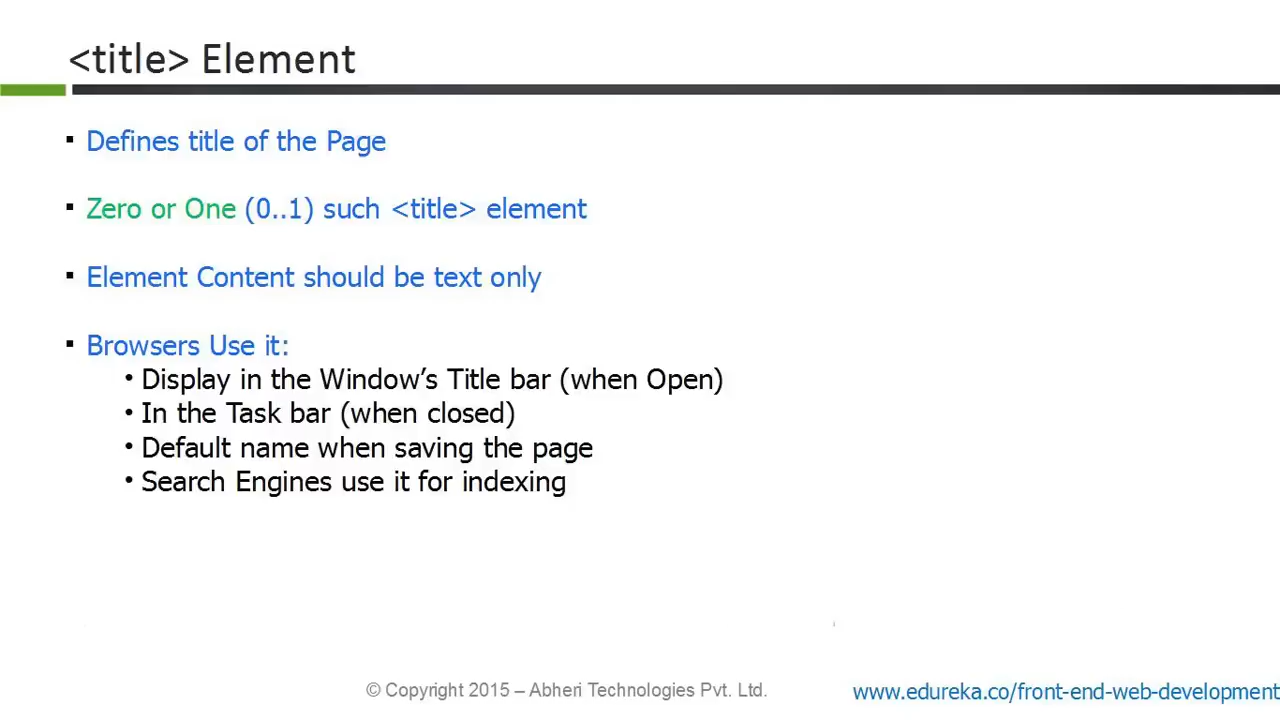 <title> Element
▪ Defines title of the Page
▪ Zero or One (0..1) such <title> element
▪ Element Content should be text only
▪ Browsers Use it:
• Display in the Window’s Title bar (when Open)
• In the Task bar (when closed)
• Default name when saving the page
• Search Engines use it for indexing
© Copyright 2015 – Abheri Technologies Pvt. Ltd.
www.edureka.co/front-end-web-development